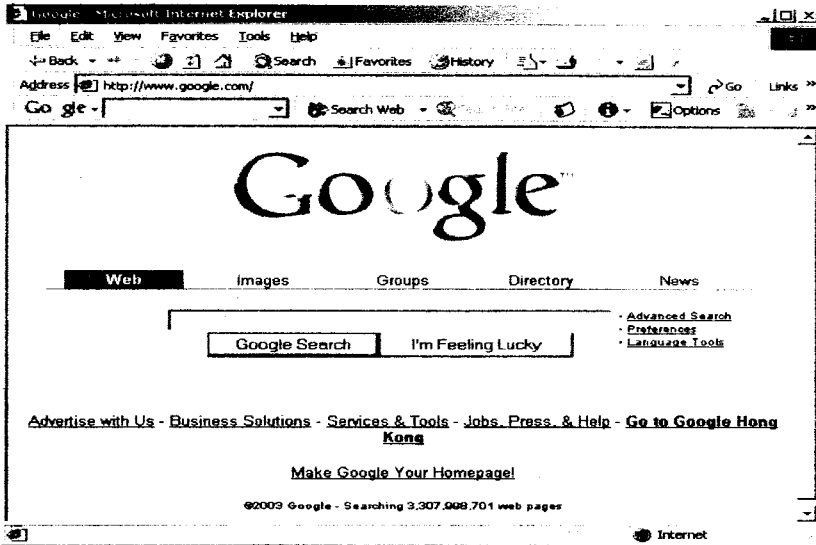 Google - Microsoft Internet Explorer
File Edit View Favorites Tools Help
Back Search Favorites History
Address http://www.google.com/ Go Links »
Go gle Search Web Options »
Google™
Web Images Groups Directory News
· Advanced Search
· Preferences
· Language Tools
Google Search I'm Feeling Lucky
Advertise with Us - Business Solutions - Services & Tools - Jobs, Press, & Help - Go to Google Hong
Kong
Make Google Your Homepage!
©2003 Google - Searching 3,307,998,701 web pages
Internet